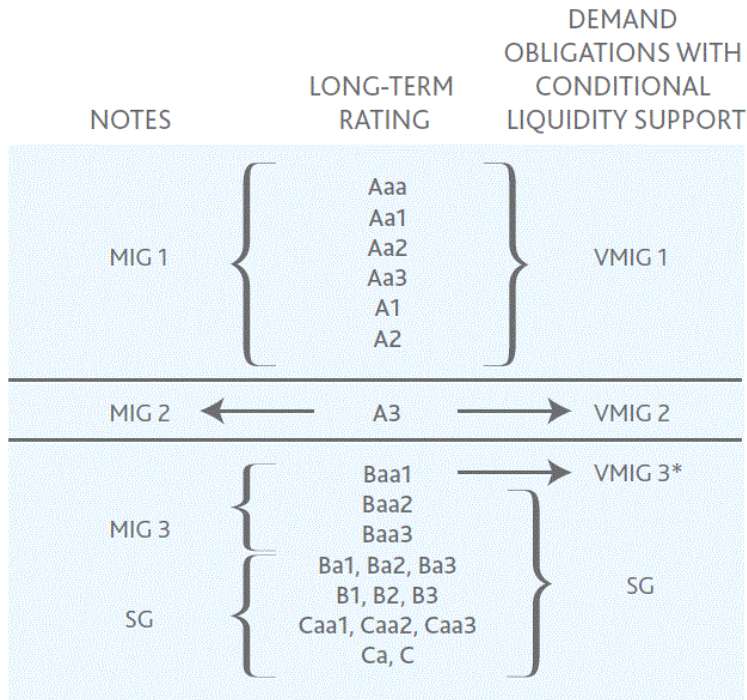 NOTES
LONG-TERM
RATING
DEMAND
OBLIGATIONS WITH
CONDITIONAL
LIQUIDITY SUPPORT
MIG 1
Aaa
Aa1
Aa2
Aa3
A1
A2
VMIG 1
MIG 2
A3
VMIG 2
MIG 3
Baa1
Baa2
Baa3
VMIG 3*
SG
Ba1, Ba2, Ba3
B1, B2, B3
Caa1, Caa2, Caa3
Ca, C
SG